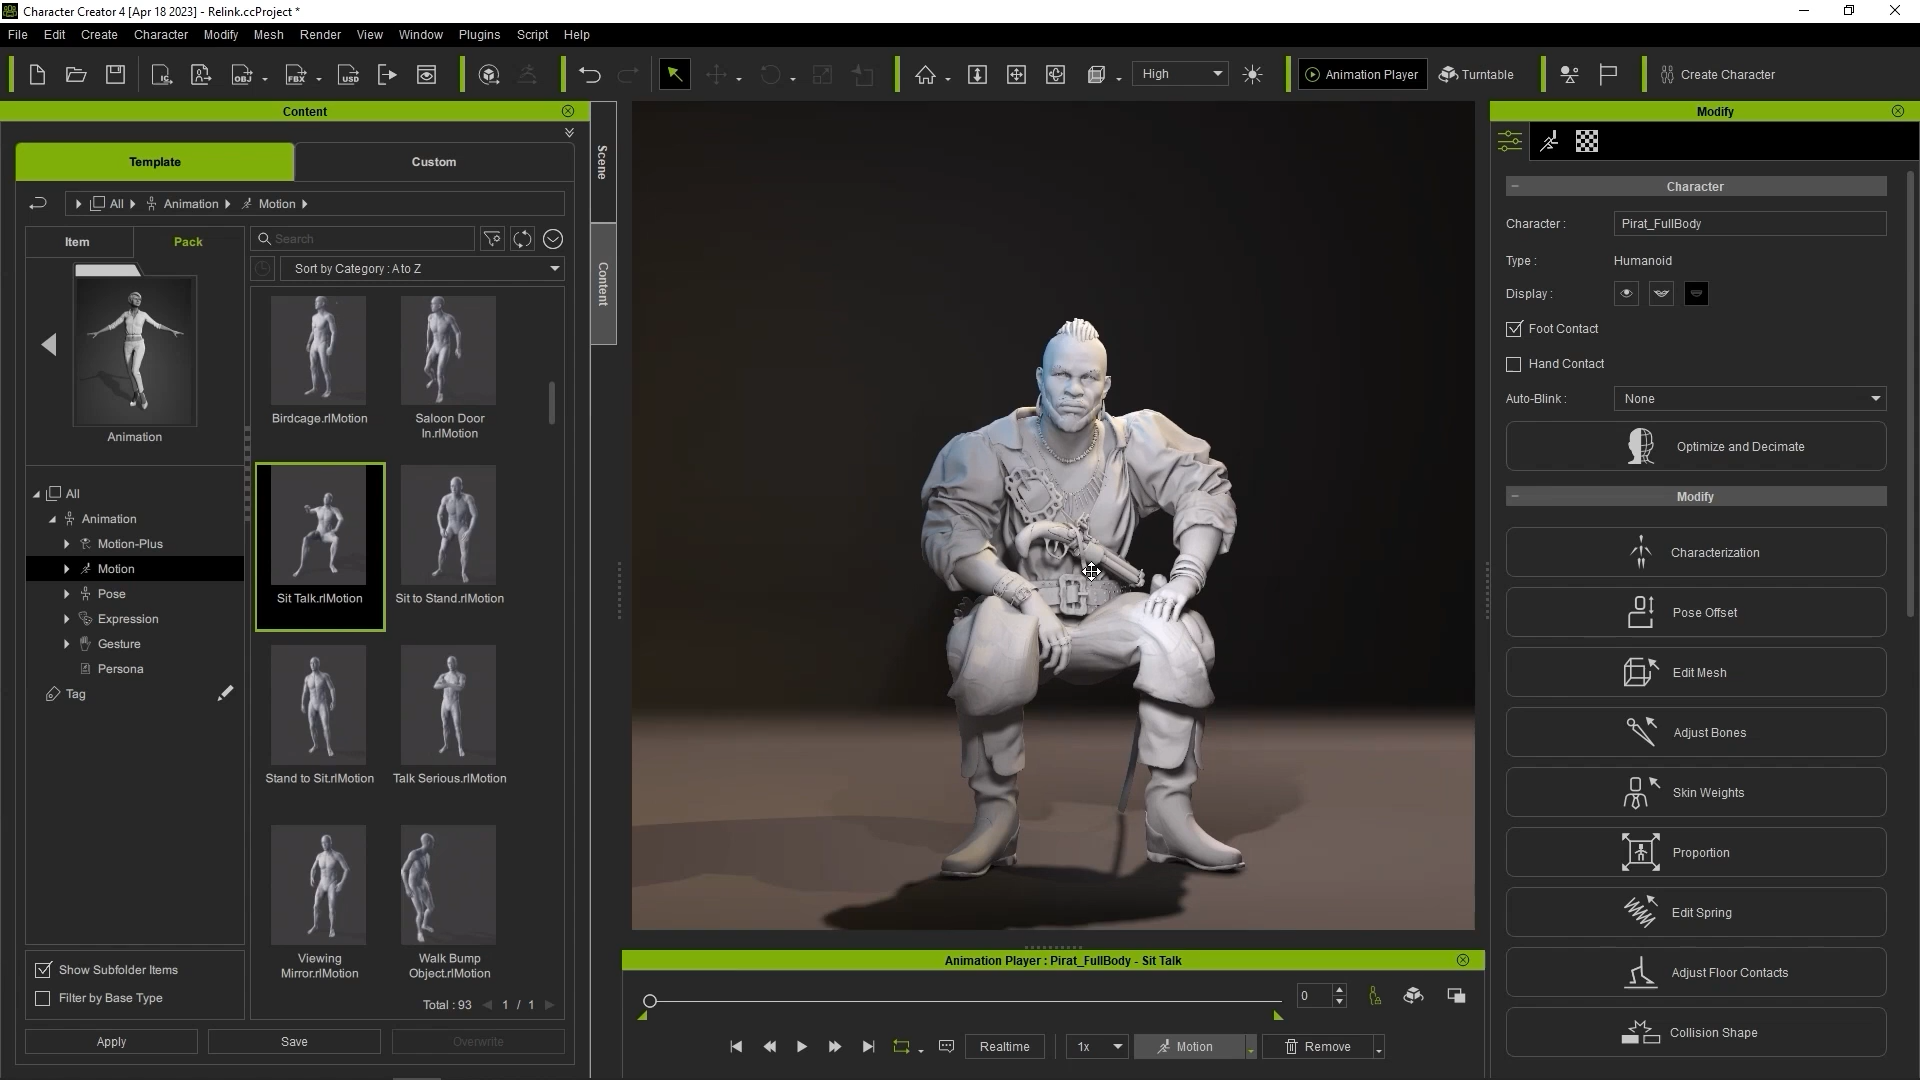 Character Creator 4 [Apr 18 2023] - Relink.ccProject *
File Edit Create Character Modify Mesh Render View Window Plugins Script Help
OBJ FBX USD High Animation Player Turntable Create Character
Content
Template Custom
All Animation Motion
Item Pack Search
Sort by Category : A to Z
Animation
Birdcage.rlMotion
Saloon Door
In.rlMotion
All
Animation
Motion-Plus
Motion
Pose
Expression
Gesture
Persona
Tag
Sit Talk.rlMotion
Sit to Stand.rlMotion
Stand to Sit.rlMotion
Talk Serious.rlMotion
Viewing
Mirror.rlMotion
Walk Bump
Object.rlMotion
Show Subfolder Items
Filter by Base Type
Total : 93 1 / 1
Apply Save Overwrite
Scene
Content
Animation Player : Pirat_FullBody - Sit Talk
0
Realtime 1x Motion Remove
Modify
Character
Character : Pirat_FullBody
Type : Humanoid
Display :
Foot Contact
Hand Contact
Auto-Blink : None
Optimize and Decimate
Modify
Characterization
Pose Offset
Edit Mesh
Adjust Bones
Skin Weights
Proportion
Edit Spring
Adjust Floor Contacts
Collision Shape